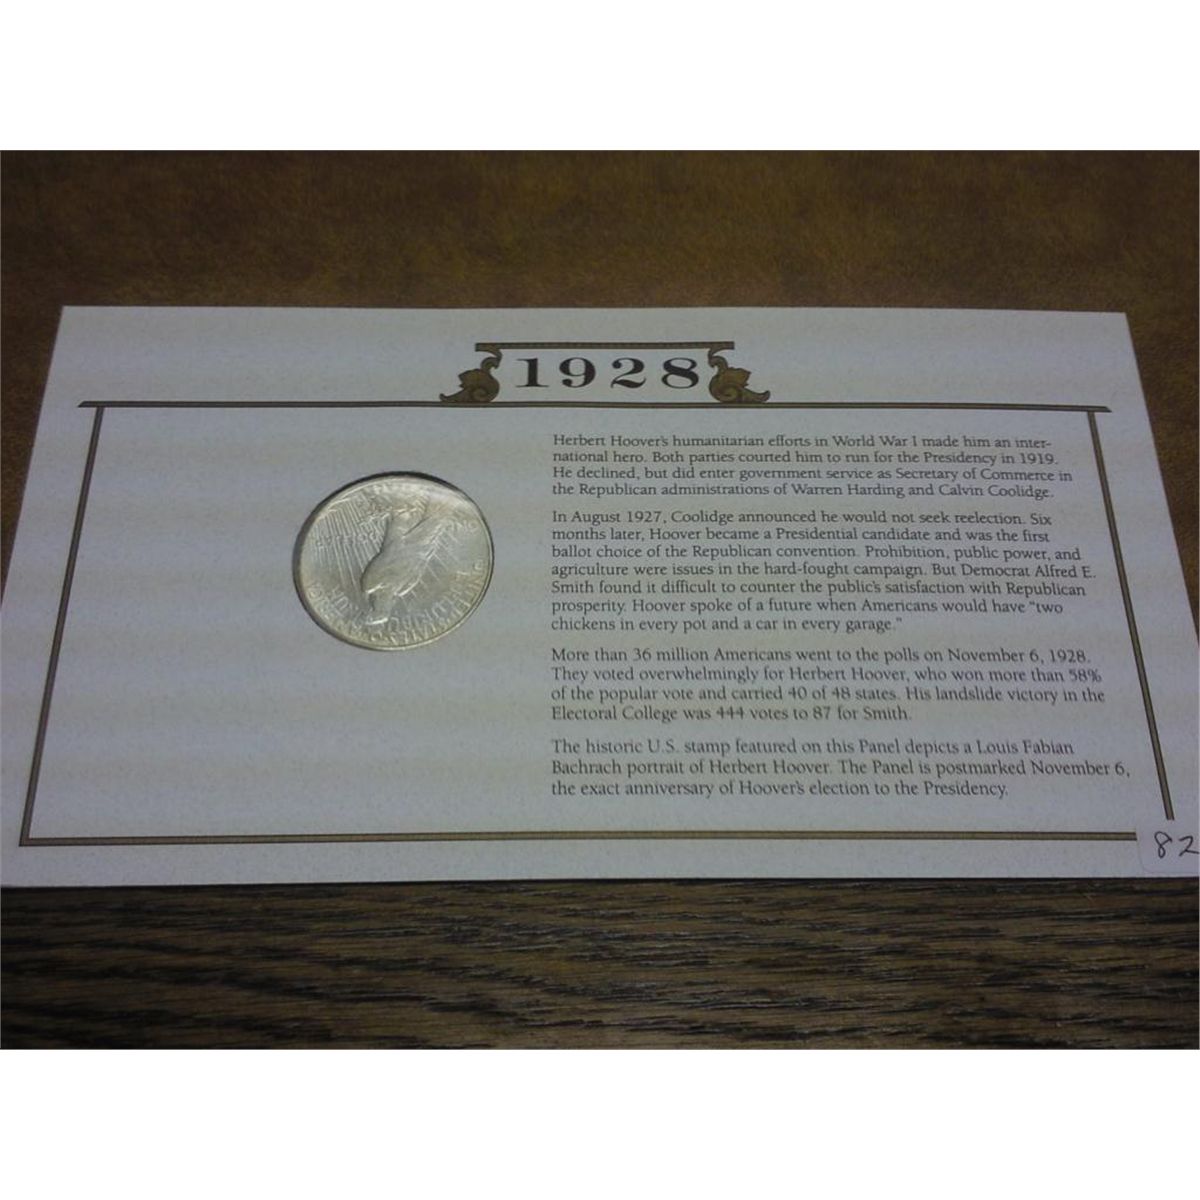 1928
Herbert Hoover's humanitarian efforts in World War I made him an inter-
national hero. Both parties courted him to run for the Presidency in 1919.
He declined, but did enter government service as Secretary of Commerce in
the Republican administrations of Warren Harding and Calvin Coolidge.
In August 1927, Coolidge announced he would not seek reelection. Six
months later, Hoover became a Presidential candidate and was the first
ballot choice of the Republican convention. Prohibition, public power, and
agriculture were issues in the hard-fought campaign. But Democrat Alfred E.
Smith found it difficult to counter the public's satisfaction with Republican
prosperity. Hoover spoke of a future when Americans would have "two
chickens in every pot and a car in every garage."
More than 36 million Americans went to the polls on November 6, 1928.
They voted overwhelmingly for Herbert Hoover, who won more than 58%
of the popular vote and carried 40 of 48 states. His landslide victory in the
Electoral College was 444 votes to 87 for Smith.
The historic U.S. stamp featured on this Panel depicts a Louis Fabian
Bachrach portrait of Herbert Hoover. The Panel is postmarked November 6,
the exact anniversary of Hoover's election to the Presidency.
82